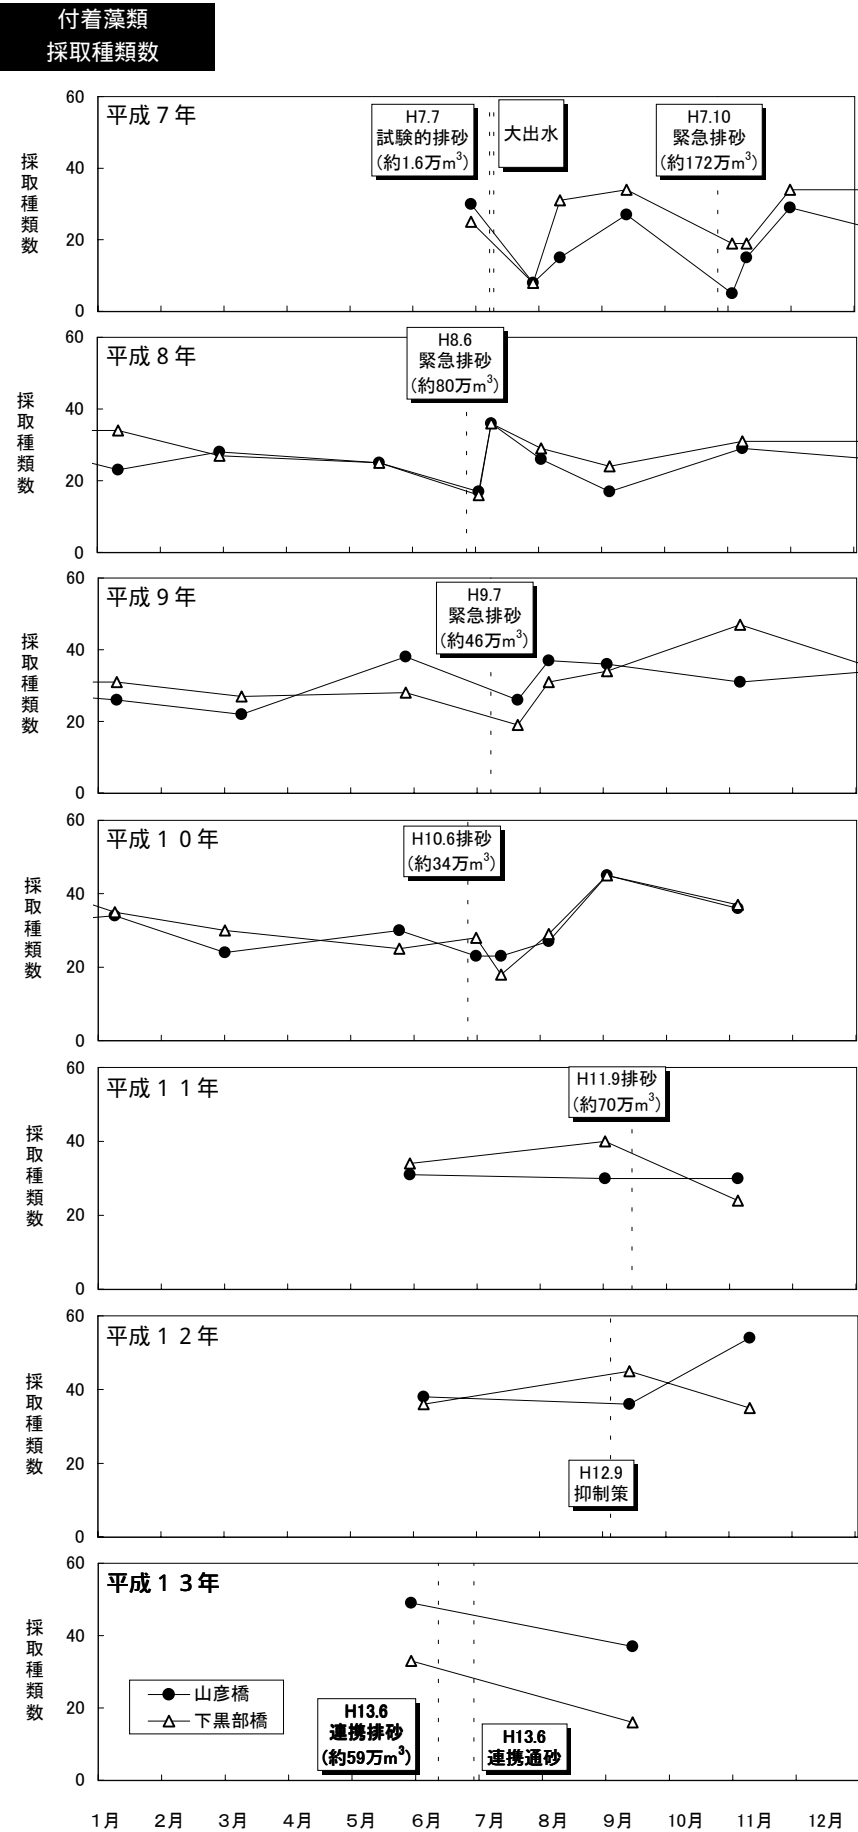 付着藻類
採取種類数
平成７年
採取種類数
60
40
20
0
H7.7
試験的排砂
(約1.6万m³)
大出水
H7.10
緊急排砂
(約172万m³)
平成８年
採取種類数
60
40
20
0
H8.6
緊急排砂
(約80万m³)
平成９年
採取種類数
60
40
20
0
H9.7
緊急排砂
(約46万m³)
平成１０年
採取種類数
60
40
20
0
H10.6排砂
(約34万m³)
平成１１年
採取種類数
60
40
20
0
H11.9排砂
(約70万m³)
平成１２年
採取種類数
60
40
20
0
H12.9
抑制策
平成１３年
採取種類数
60
40
20
0
山彦橋
下黒部橋
H13.6
連携排砂
(約59万m³)
H13.6
連携通砂
1月 2月 3月 4月 5月 6月 7月 8月 9月 10月 11月 12月